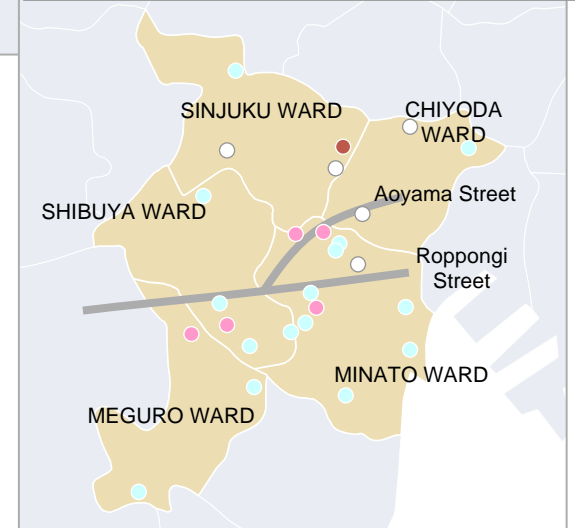 SINJUKU WARD
CHIYODA
WARD
Aoyama Street
SHIBUYA WARD
Roppongi
Street
MINATO WARD
MEGURO WARD